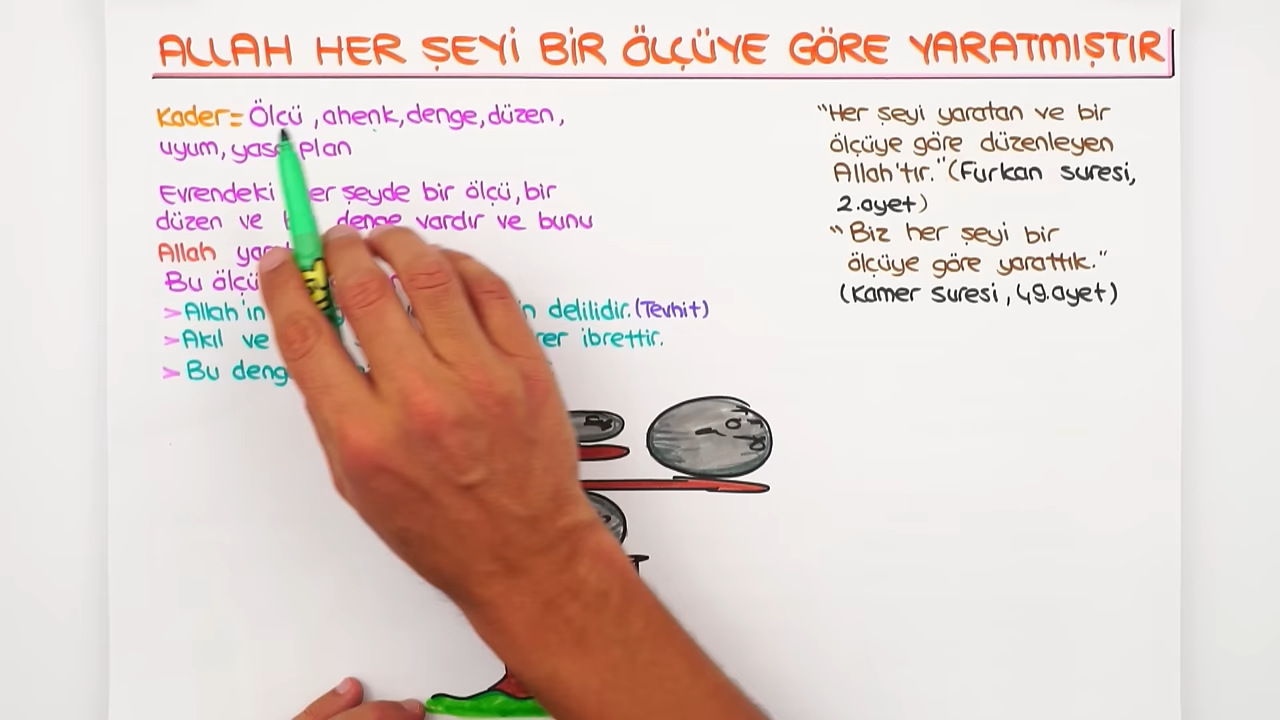 ALLAH HER ŞEYİ BİR ÖLÇÜYE GÖRE YARATMIŞTIR
Kader= Ölçü, ahenk, denge, düzen,
uyum, plan
Evrendeki şeyde bir ölçü, bir
düzen ve denge vardır ve bunu
Allah
Bu
>Allah'in delilidir. (Tevhit)
>Akıl ve ibrettir.
>Bu
"Her şeyi yaratan ve bir
ölçüye göre düzenleyen
Allah'tır." (Furkan suresi,
2.ayet)
"Biz her şeyi bir
ölçüye göre yarattık."
(Kamer suresi, 49.ayet)